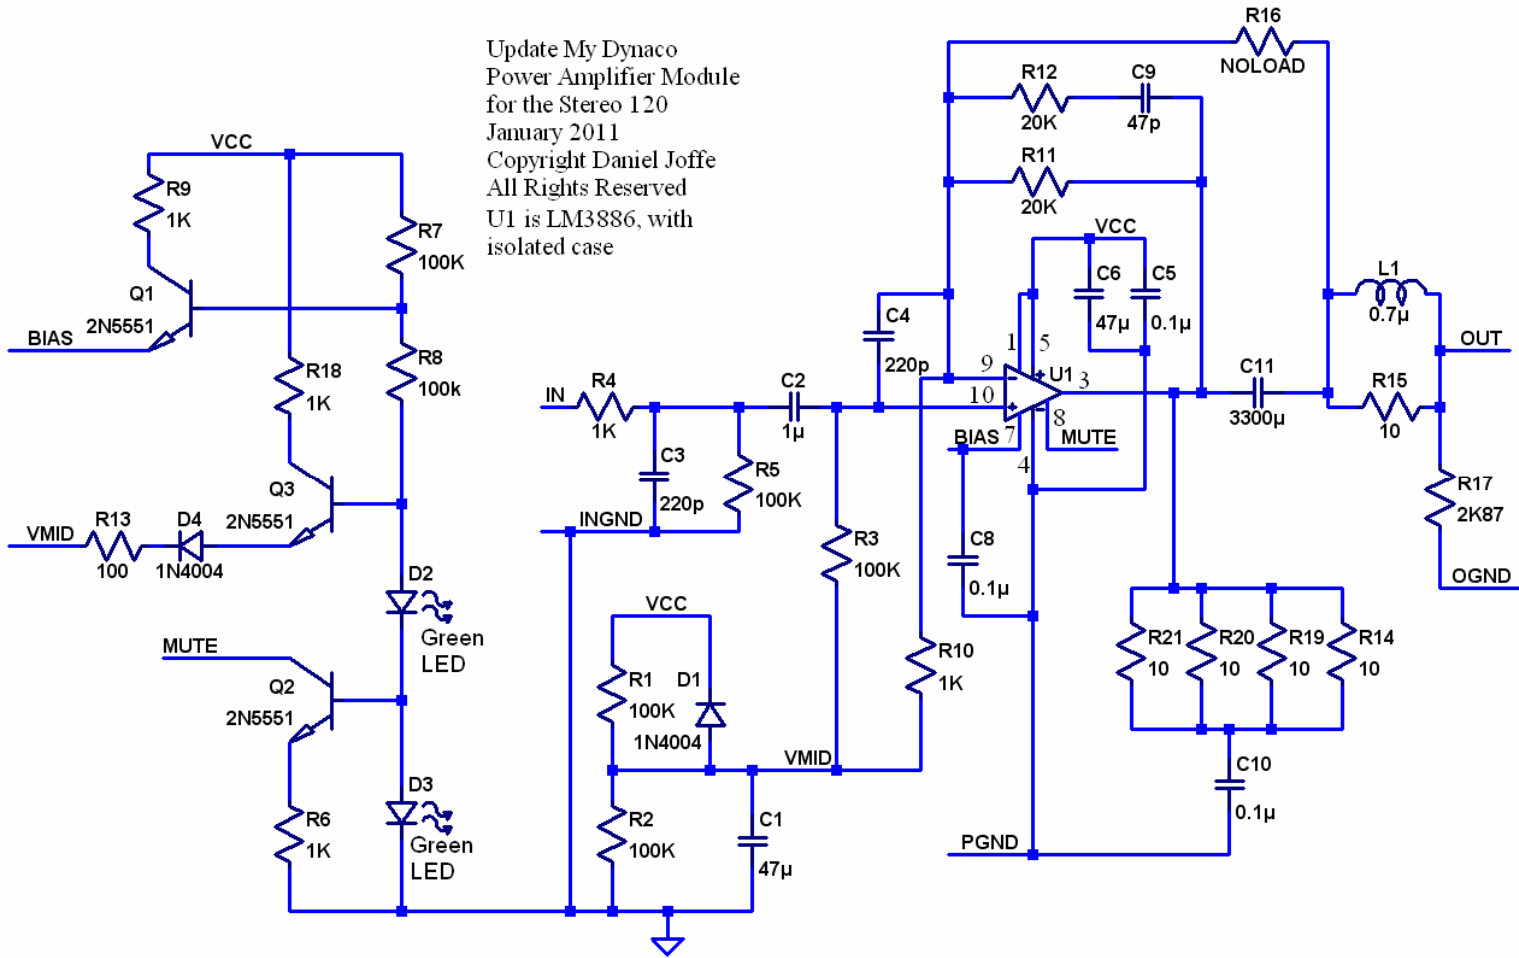 Update My Dynaco
Power Amplifier Module
for the Stereo 120
January 2011
Copyright Daniel Joffe
All Rights Reserved
U1 is LM3886, with
isolated case
VCC
R9
1K
R7
100K
Q1
2N5551
BIAS
R18
1K
R8
100k
Q3
2N5551
VMID
R13
100
D4
1N4004
D2
Green
LED
MUTE
Q2
2N5551
D3
Green
LED
R6
1K
IN
R4
1K
C3
220p
R5
100K
C2
1µ
INGND
VCC
R1
100K
D1
1N4004
VMID
R2
100K
C1
47µ
R3
100K
R10
1K
C4
220p
R16
NOLOAD
R12
20K
C9
47p
R11
20K
VCC
C6
47µ
C5
0.1µ
1
5
9
10
U1
3
7
8
4
BIAS
MUTE
C8
0.1µ
PGND
C11
3300µ
L1
0.7µ
R15
10
OUT
R17
2K87
OGND
R21
10
R20
10
R19
10
R14
10
C10
0.1µ